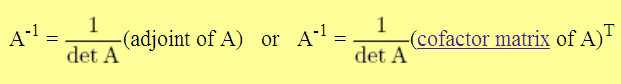 A⁻¹ = 1/det A (adjoint of A) or A⁻¹ = 1/det A (cofactor matrix of A)ᵀ